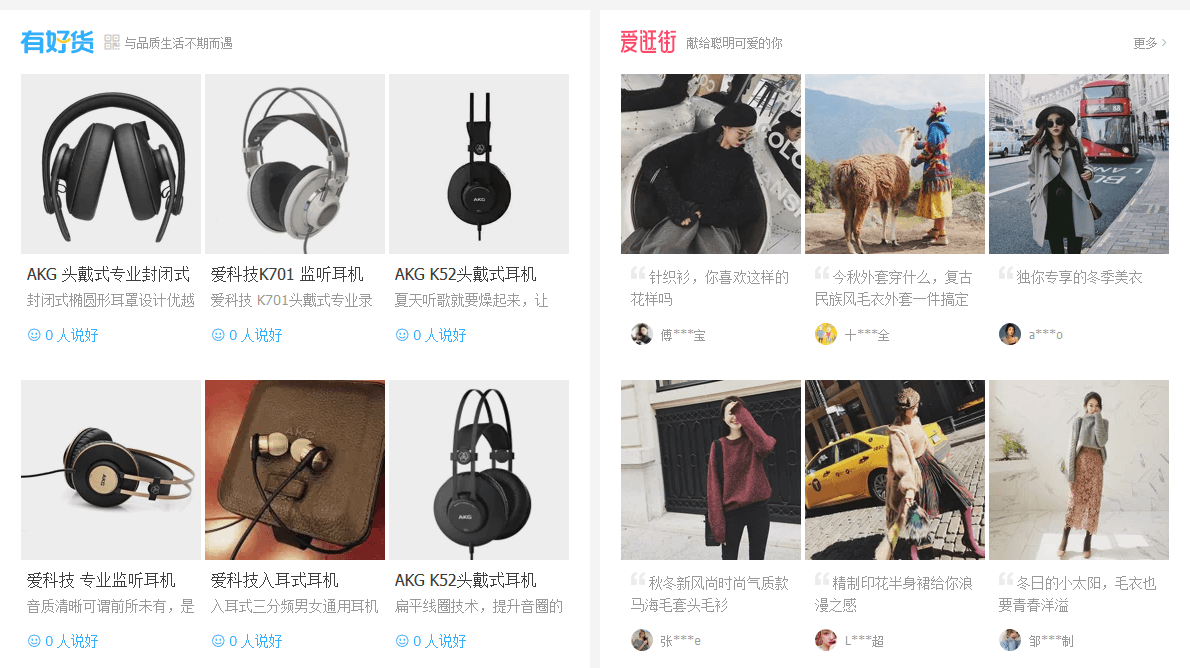 有好货 与品质生活不期而遇
AKG 头戴式专业封闭式
封闭式椭圆形耳罩设计优越
0 人说好
爱科技K701 监听耳机
爱科技 K701头戴式专业录
0 人说好
AKG K52头戴式耳机
夏天听歌就要燥起来，让
0 人说好
爱科技 专业监听耳机
音质清晰可谓前所未有，是
0 人说好
爱科技入耳式耳机
入耳式三分频男女通用耳机
0 人说好
AKG K52头戴式耳机
扁平线圈技术，提升音圈的
0 人说好
爱逛街 献给聪明可爱的你
更多
针织衫，你喜欢这样的
花样吗
傅***宝
今秋外套穿什么，复古
民族风毛衣外套一件搞定
十***全
独你专享的冬季美衣
a***o
秋冬新风尚时尚气质款
马海毛套头毛衫
张***e
精制印花半身裙给你浪
漫之感
L***超
冬日的小太阳，毛衣也
要青春洋溢
邹***制